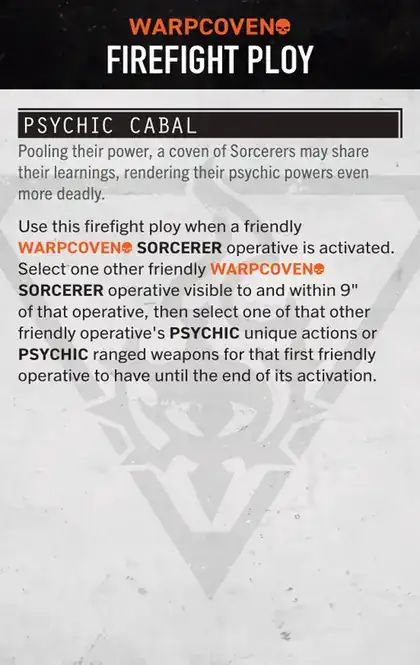 WARPCOVEN
FIREFIGHT PLOY
PSYCHIC CABAL
Pooling their power, a coven of Sorcerers may share
their learnings, rendering their psychic powers even
more deadly.
Use this firefight ploy when a friendly
WARPCOVEN SORCERER operative is activated.
Select one other friendly WARPCOVEN
SORCERER operative visible to and within 9"
of that operative, then select one of that other
friendly operative's PSYCHIC unique actions or
PSYCHIC ranged weapons for that first friendly
operative to have until the end of its activation.